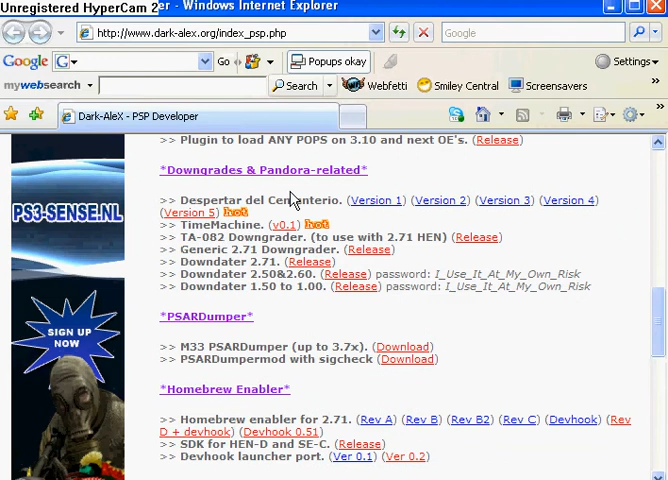 Unregistered HyperCam 2
er - Windows Internet Explorer
http://www.dark-alex.org/index_psp.php
Google
Google
G
Go
Popups okay
Settings
mywebsearch
Search
Webfetti
Smiley Central
Screensavers
Dark-AleX - PSP Developer
>> Plugin to load ANY POPS on 3.10 and next OE's. (Release)
*Downgrades & Pandora-related*
>> Despertar del Cementerio. (Version 1) (Version 2) (Version 3) (Version 4)
(Version 5) hot
>> TimeMachine. (v0.1) hot
>> TA-082 Downgrader. (to use with 2.71 HEN) (Release)
>> Generic 2.71 Downgrader. (Release)
>> Downdater 2.71. (Release)
>> Downdater 2.50&2.60. (Release) password: I_Use_It_At_My_Own_Risk
>> Downdater 1.50 to 1.00. (Release) password: I_Use_It_At_My_Own_Risk
*PSARDumper*
>> M33 PSARDumper (up to 3.7x). (Download)
>> PSARDumpermod with sigcheck (Download)
*Homebrew Enabler*
>> Homebrew enabler for 2.71. (Rev A) (Rev B) (Rev B2) (Rev C) (Devhook) (Rev
D + devhook) (Devhook 0.51)
>> SDK for HEN-D and SE-C. (Release)
>> Devhook launcher port. (Ver 0.1) (Ver 0.2)
PS3-SENSE.NL
SIGN UP
NOW